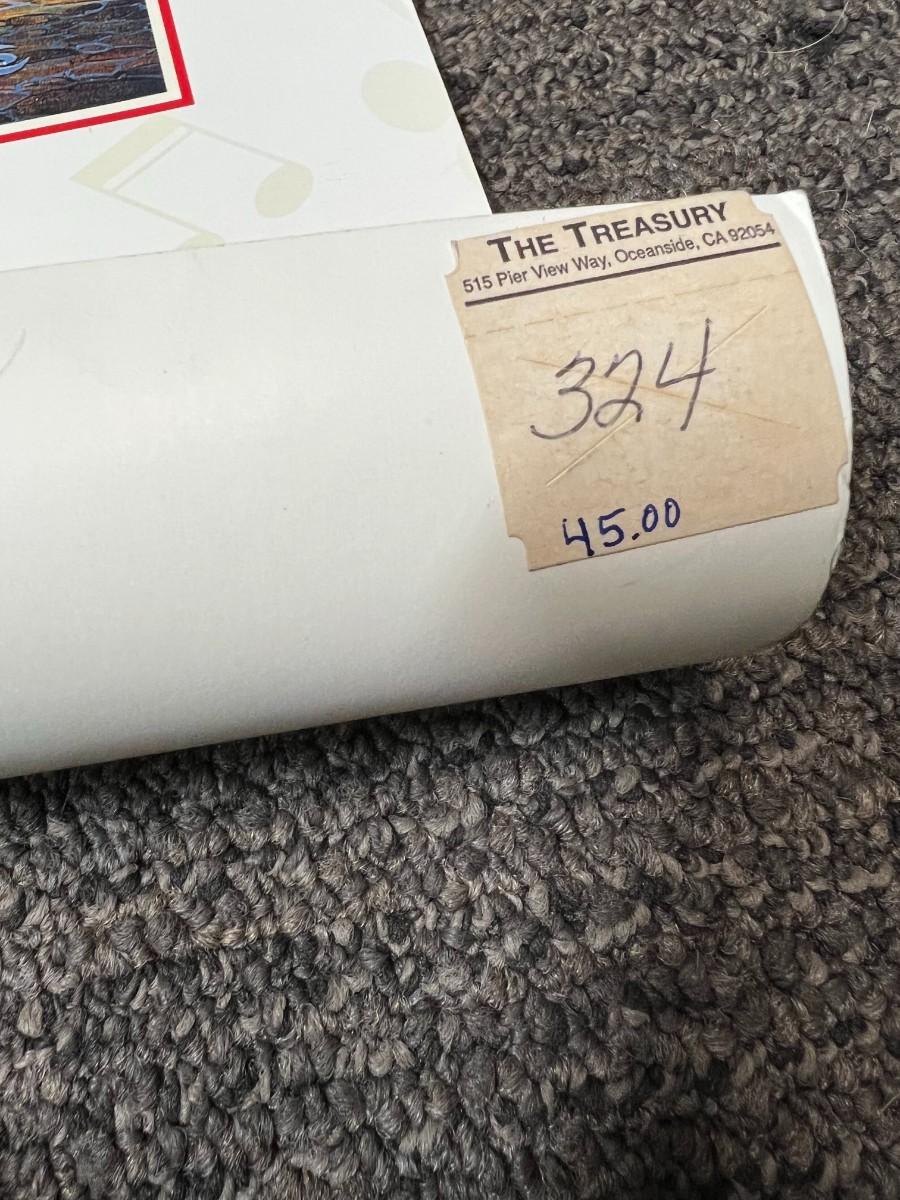 THE TREASURY
515 Pier View Way, Oceanside, CA 92054
324
45.00